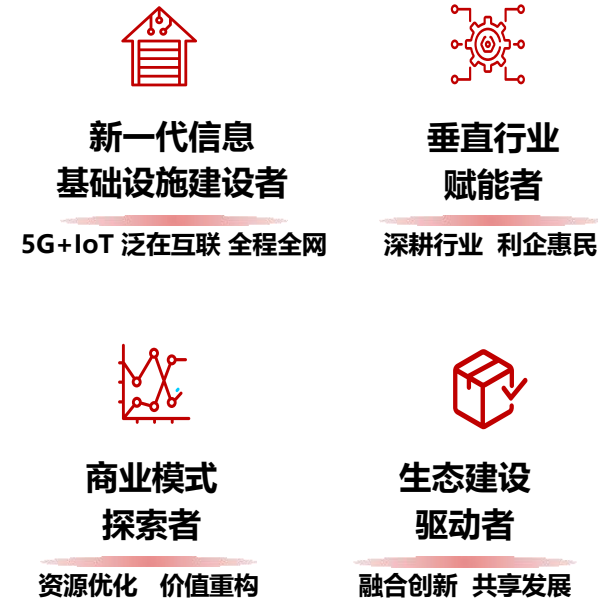 新一代信息
基础设施建设者
5G+IoT 泛在互联 全程全网
垂直行业
赋能者
深耕行业 利企惠民
商业模式
探索者
资源优化 价值重构
生态建设
驱动者
融合创新 共享发展